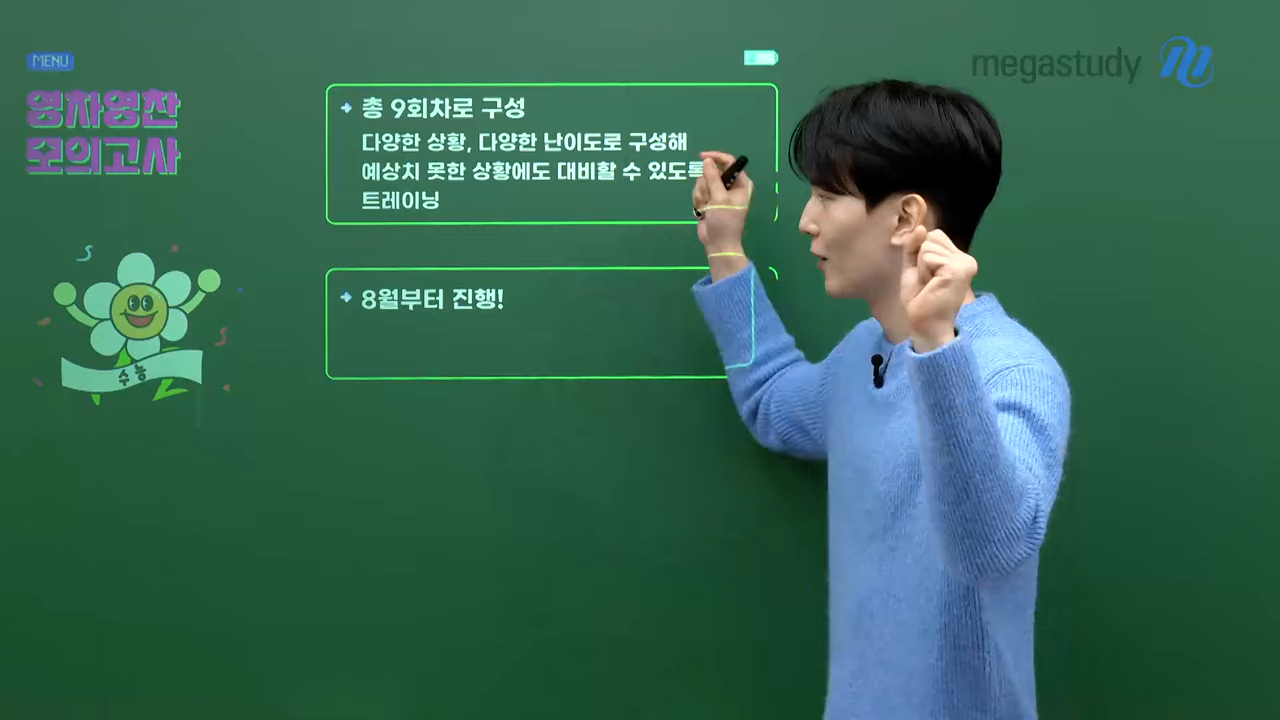 MENU
영차영찬
모의고사
megastudy
총 9회차로 구성
다양한 상황, 다양한 난이도로 구성해
예상치 못한 상황에도 대비할 수 있도록
트레이닝
8월부터 진행!
수능